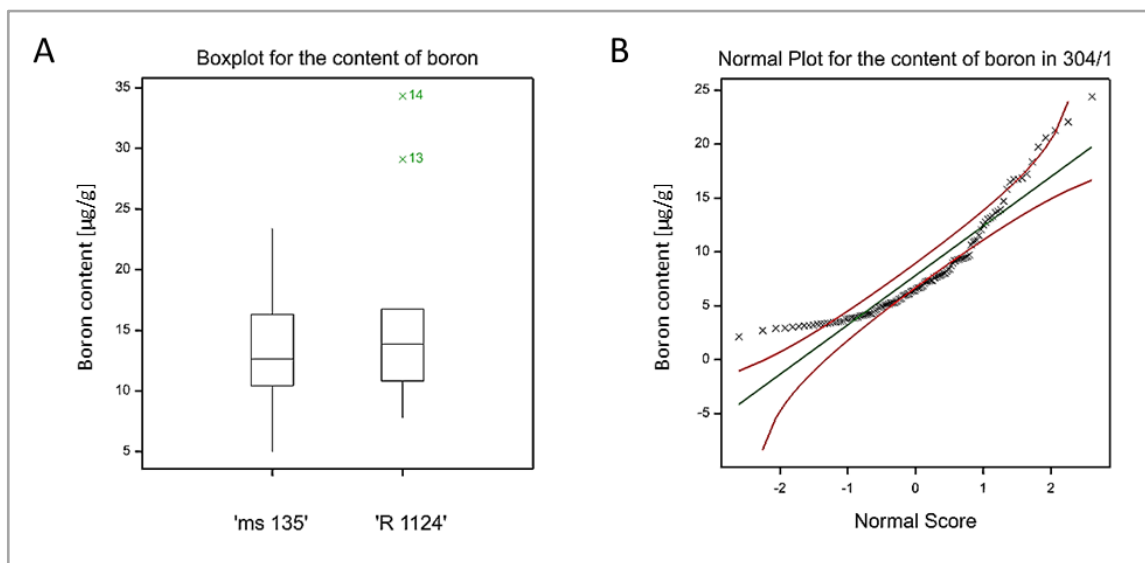 A
Boxplot for the content of boron
Boron content [µg/g]
35
30
25
20
15
10
5
×14
×13
'ms 135'
'R 1124'
B
Normal Plot for the content of boron in 304/1
Boron content [µg/g]
25
20
15
10
5
0
-5
-2
-1
0
1
2
Normal Score